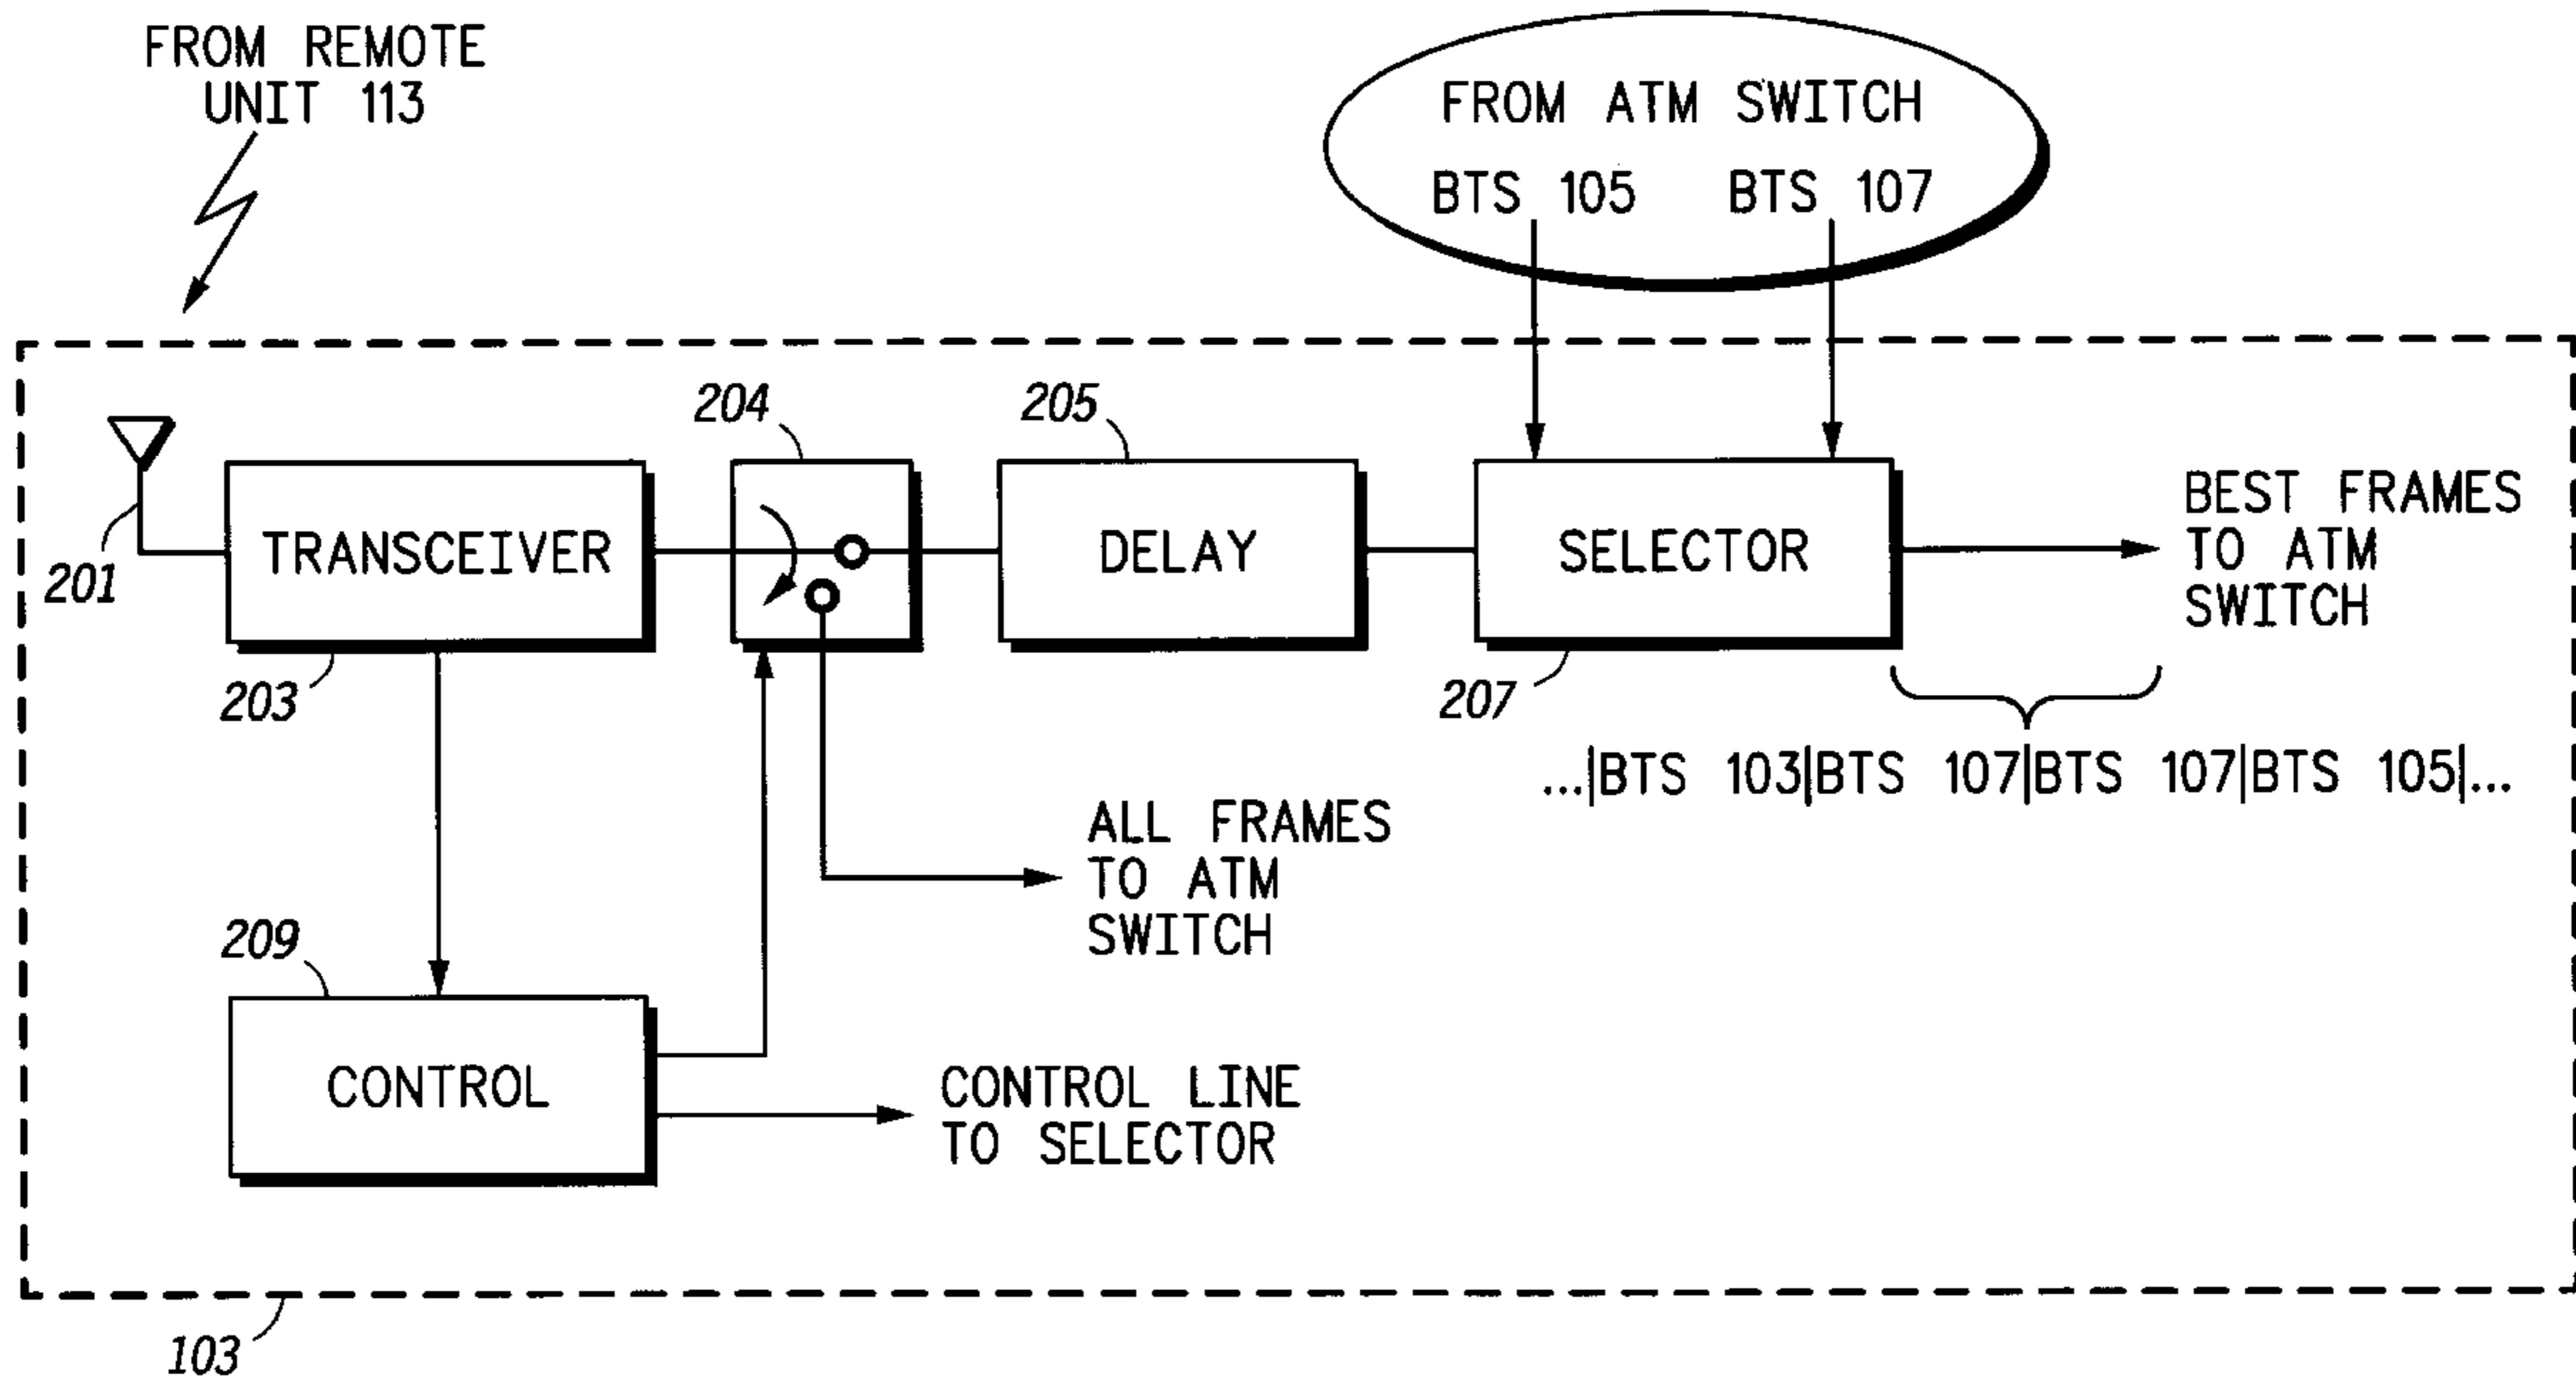 FROM REMOTE
UNIT 113
FROM ATM SWITCH
BTS 105 BTS 107
201
TRANSCEIVER
203
204
205
DELAY
SELECTOR
207
BEST FRAMES
TO ATM
SWITCH
...|BTS 103|BTS 107|BTS 107|BTS 105|...
ALL FRAMES
TO ATM
SWITCH
209
CONTROL
CONTROL LINE
TO SELECTOR
103